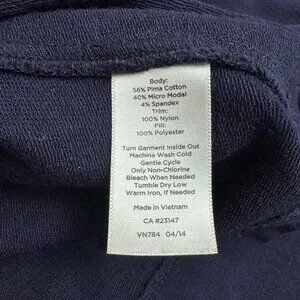 Body:
56% Pima Cotton
40% Micro Modal
4% Spandex
Trim:
100% Nylon
Fill:
100% Polyester
Turn Garment Inside Out
Machine Wash Cold
Gentle Cycle
Only Non-Chlorine
Bleach When Needed
Tumble Dry Low
Warm Iron, If Needed
Made in Vietnam
CA #23147
VN784 04/14